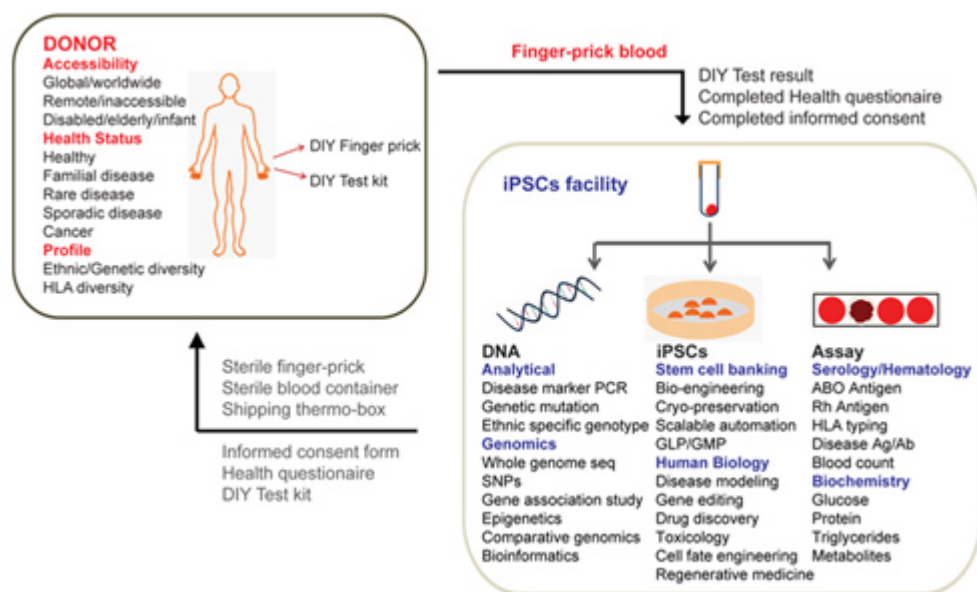 DONOR
Accessibility
Global/worldwide
Remote/inaccessible
Disabled/elderly/infant
Health Status
Healthy
Familial disease
Rare disease
Sporadic disease
Cancer
Profile
Ethnic/Genetic diversity
HLA diversity
DIY Finger prick
DIY Test kit
Finger-prick blood
DIY Test result
Completed Health questionaire
Completed informed consent
Sterile finger-prick
Sterile blood container
Shipping thermo-box
Informed consent form
Health questionaire
DIY Test kit
iPSCs facility
DNA
Analytical
Disease marker PCR
Genetic mutation
Ethnic specific genotype
Genomics
Whole genome seq
SNPs
Gene association study
Epigenetics
Comparative genomics
Bioinformatics
iPSCs
Stem cell banking
Bio-engineering
Cryo-preservation
Scalable automation
GLP/GMP
Human Biology
Disease modeling
Gene editing
Drug discovery
Toxicology
Cell fate engineering
Regenerative medicine
Assay
Serology/Hematology
ABO Antigen
Rh Antigen
HLA typing
Disease Ag/Ab
Blood count
Biochemistry
Glucose
Protein
Triglycerides
Metabolites